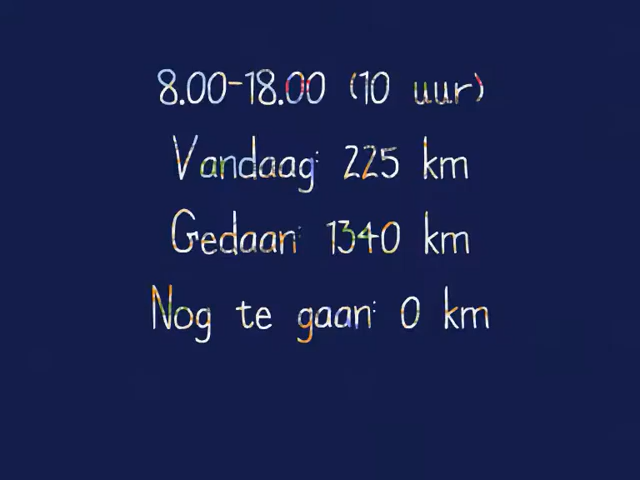 8.00-18.00 (10 uur)
Vandaag: 225 km
Gedaan: 1340 km
Nog te gaan: 0 km